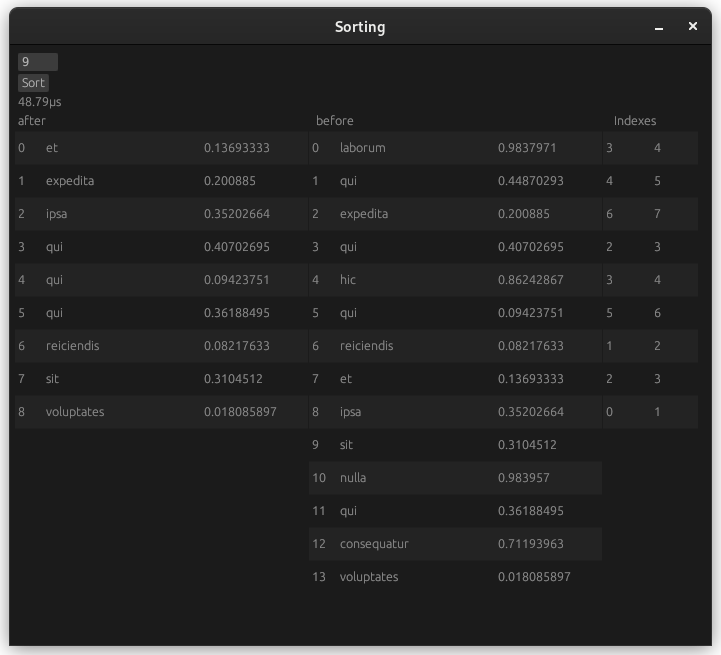 Sorting
9
Sort
48.79µs
after before Indexes
0 et 0.13693333 0 laborum 0.9837971 3 4
1 expedita 0.200885 1 qui 0.44870293 4 5
2 ipsa 0.35202664 2 expedita 0.200885 6 7
3 qui 0.40702695 3 qui 0.40702695 2 3
4 qui 0.09423751 4 hic 0.86242867 3 4
5 qui 0.36188495 5 qui 0.09423751 5 6
6 reiciendis 0.08217633 6 reiciendis 0.08217633 1 2
7 sit 0.3104512 7 et 0.13693333 2 3
8 voluptates 0.018085897 8 ipsa 0.35202664 0 1
9 sit 0.3104512
10 nulla 0.983957
11 qui 0.36188495
12 consequatur 0.71193963
13 voluptates 0.018085897